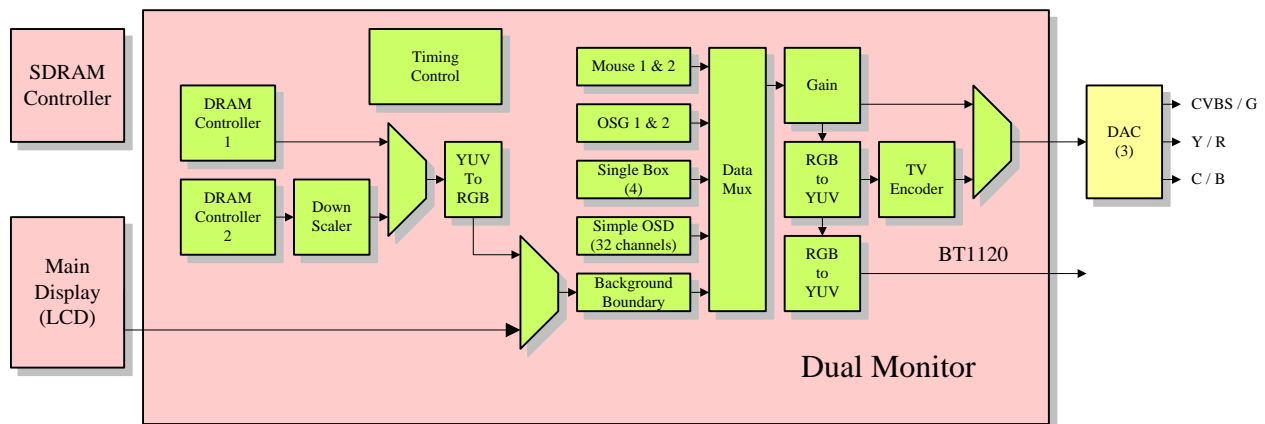 SDRAM
Controller
Main
Display
(LCD)
Timing
Control
DRAM
Controller
1
DRAM
Controller
2
Down
Scaler
YUV
To
RGB
Mouse 1 & 2
OSG 1 & 2
Single Box
(4)
Simple OSD
(32 channels)
Background
Boundary
Data
Mux
Gain
RGB
to
YUV
TV
Encoder
RGB
to
YUV
BT1120
Dual Monitor
DAC
(3)
CVBS / G
Y / R
C / B